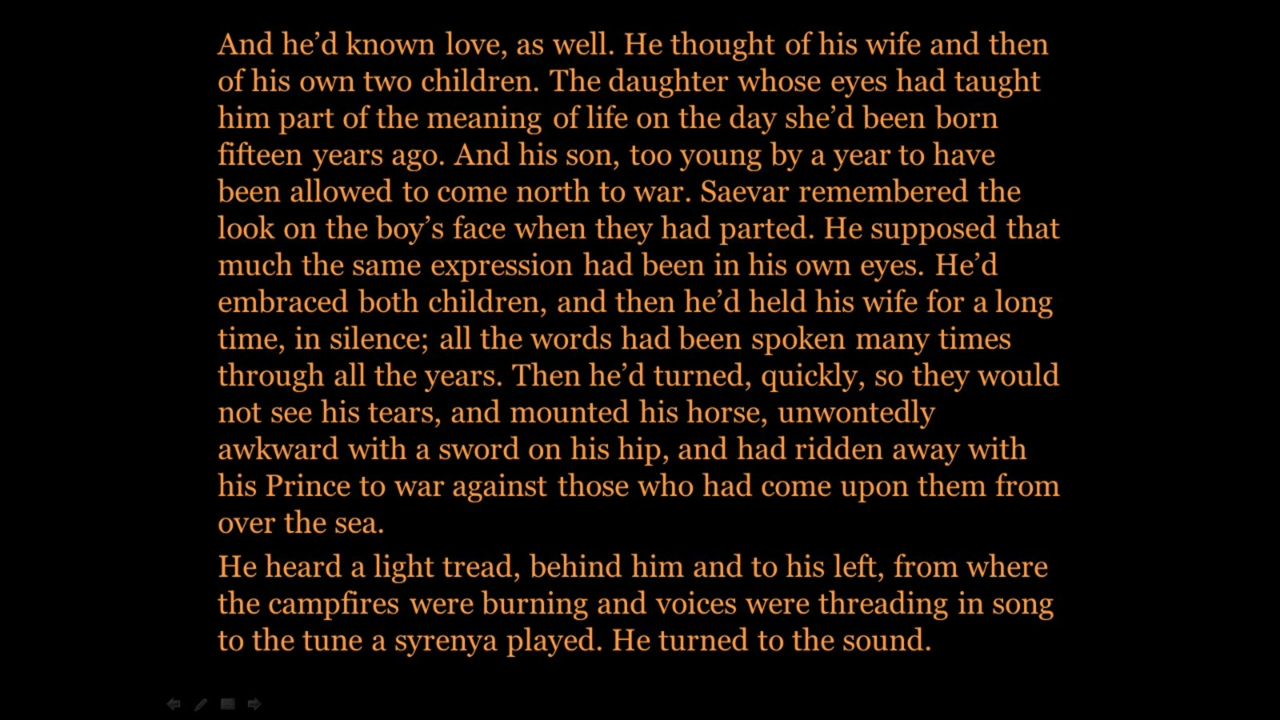 And he’d known love, as well. He thought of his wife and then
of his own two children. The daughter whose eyes had taught
him part of the meaning of life on the day she’d been born
fifteen years ago. And his son, too young by a year to have
been allowed to come north to war. Saevar remembered the
look on the boy’s face when they had parted. He supposed that
much the same expression had been in his own eyes. He’d
embraced both children, and then he’d held his wife for a long
time, in silence; all the words had been spoken many times
through all the years. Then he’d turned, quickly, so they would
not see his tears, and mounted his horse, unwontedly
awkward with a sword on his hip, and had ridden away with
his Prince to war against those who had come upon them from
over the sea.
He heard a light tread, behind him and to his left, from where
the campfires were burning and voices were threading in song
to the tune a syrenya played. He turned to the sound.